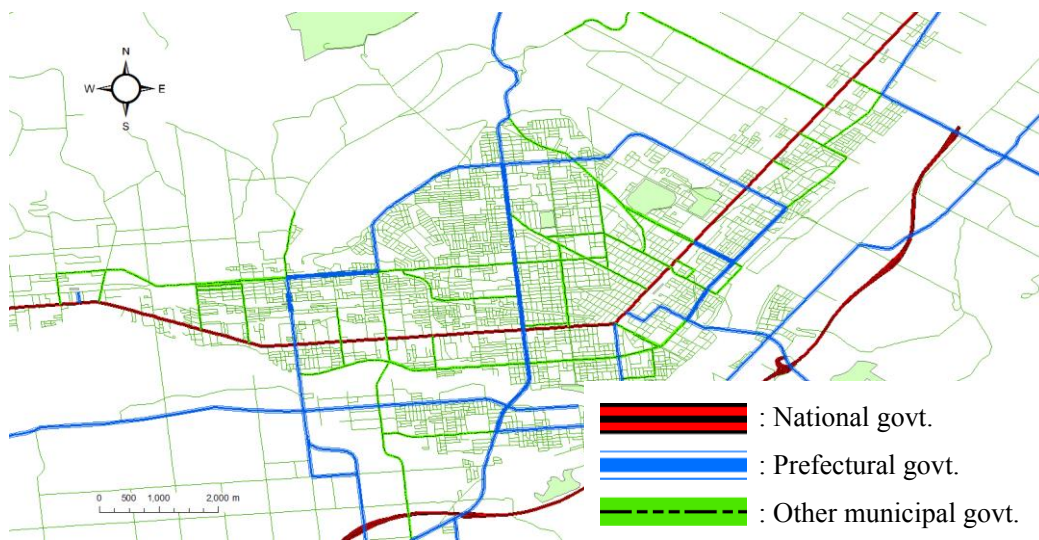 N
W E
S
0 500 1,000 2,000 m
: National govt.
: Prefectural govt.
: Other municipal govt.